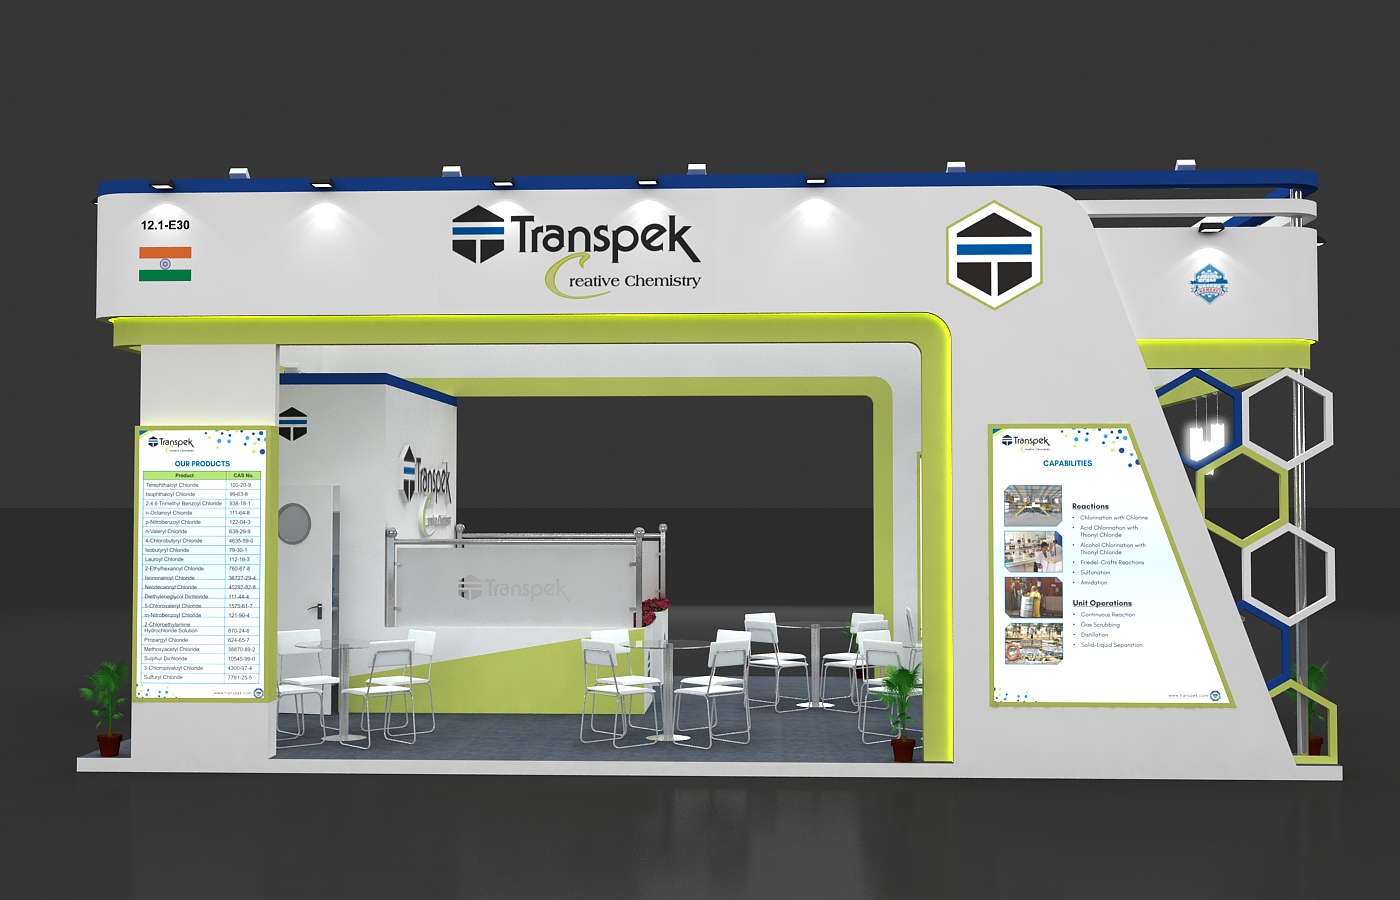 12.1-E30
Transpek
Creative Chemistry
Transpek
Creative Chemistry
OUR PRODUCTS
Product CAS No.
Terephthaloyl Chloride 100-20-9
Isophthaloyl Chloride 99-63-8
2,4,6 Trimethyl Benzoyl Chloride 938-18-1
n-Octanoyl Chloride 111-64-8
p-Nitrobenzoyl Chloride 122-04-3
n-Valeryl Chloride 638-29-9
4-Chlorobutyryl Chloride 4635-59-0
Isobutyryl Chloride 79-30-1
Lauroyl Chloride 112-16-3
2-Ethylhexanoyl Chloride 760-67-8
Isononanoyl Chloride 36727-29-4
Neodecanoyl Chloride 40292-82-8
Diethyleneglycol Dichloride 111-44-4
5-Chlorovaleryl Chloride 1575-61-7
m-Nitrobenzoyl Chloride 121-90-4
2-Chloroethylamine
Hydrochloride Solution 870-24-6
Propargyl Chloride 624-65-7
Methoxyacetyl Chloride 38870-89-2
Sulphur Dichloride 10545-99-0
3-Chloropivaloyl Chloride 4300-97-4
Sulfuryl Chloride 7791-25-5
www.transpek.com
Transpek
Transpek
Transpek
Creative Chemistry
CAPABILITIES
Reactions
• Chlorination with Chlorine
• Acid Chlorination with
Thionyl Chloride
• Alcohol Chlorination with
Thionyl Chloride
• Friedel-Crafts Reactions
• Sulfonation
• Amidation
Unit Operations
• Continuous Reaction
• Gas Scrubbing
• Distillation
• Solid-Liquid Separation
www.transpek.com